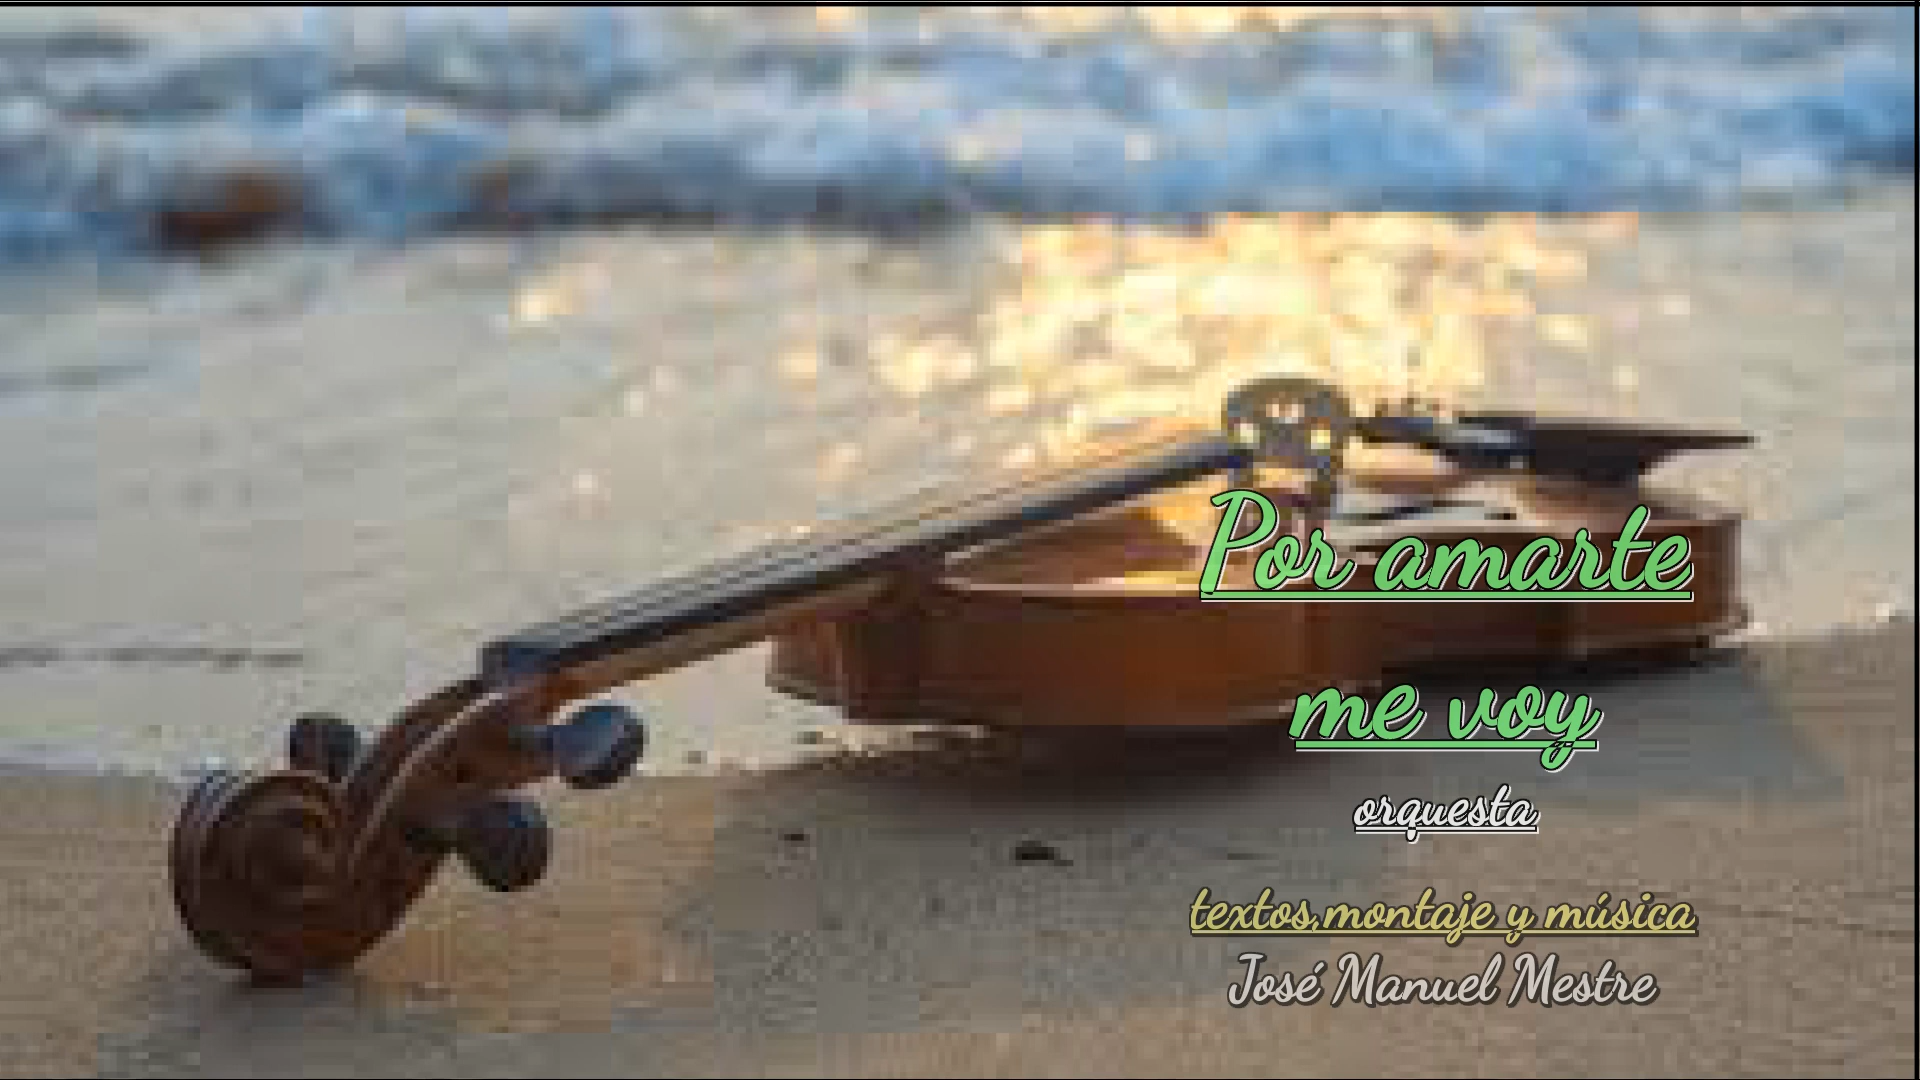 Por amarte
me voy
orquesta
textos,montaje y música
José Manuel Mestre